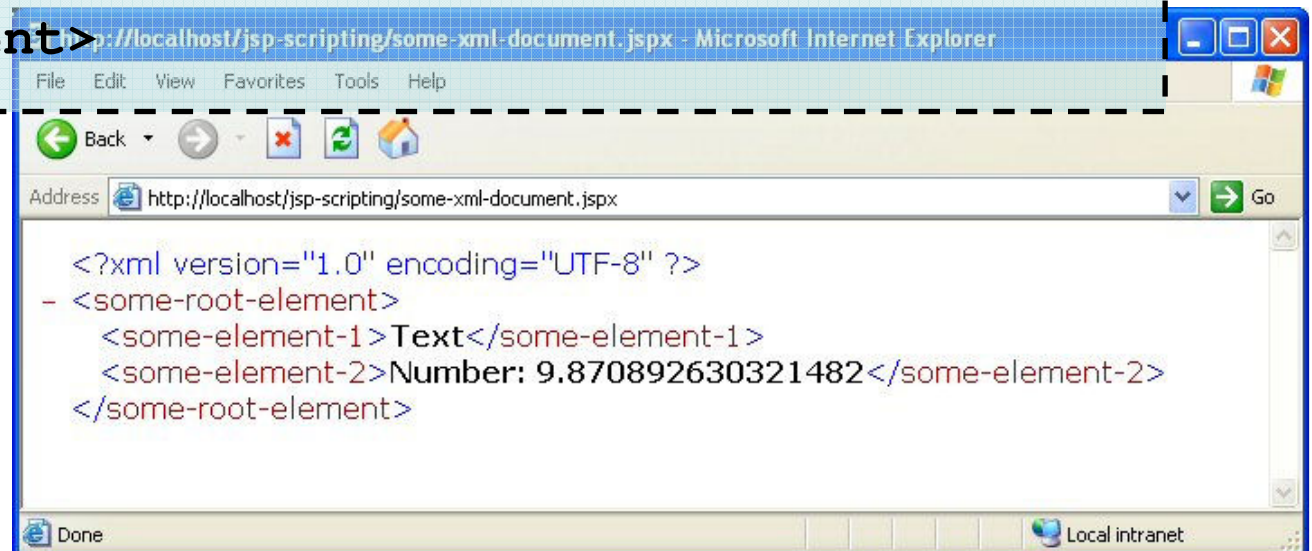 nt>
http://localhost/jsp-scripting/some-xml-document.jspx - Microsoft Internet Explorer
File Edit View Favorites Tools Help
Back
Address http://localhost/jsp-scripting/some-xml-document.jspx Go
<?xml version="1.0" encoding="UTF-8" ?>
- <some-root-element>
<some-element-1>Text</some-element-1>
<some-element-2>Number: 9.870892630321482</some-element-2>
</some-root-element>
Done Local intranet